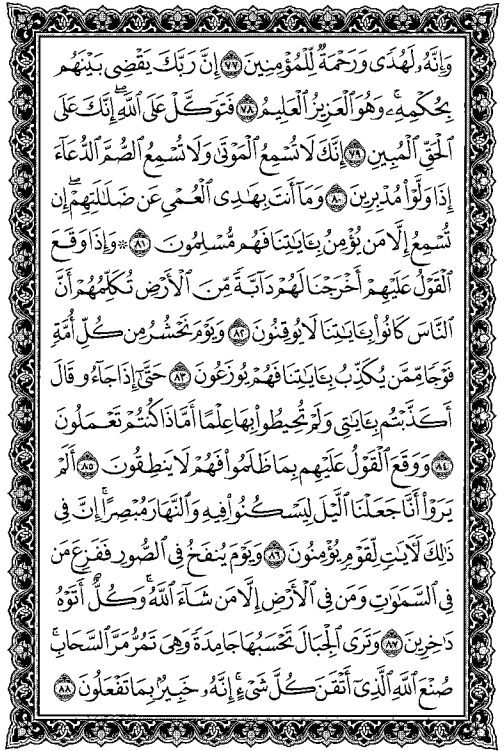 وَإِنَّهُۥ لَهُدًى وَرَحْمَةٌ لِّلْمُؤْمِنِينَ ٧٧ إِنَّ رَبَّكَ يَقْضِى بَيْنَهُم
بِحُكْمِهِۦ ۚ وَهُوَ ٱلْعَزِيزُ ٱلْعَلِيمُ ٧٨ فَتَوَكَّلْ عَلَى ٱللَّهِ ۖ إِنَّكَ عَلَى
ٱلْحَقِّ ٱلْمُبِينِ ٧٩ إِنَّكَ لَا تُسْمِعُ ٱلْمَوْتَىٰ وَلَا تُسْمِعُ ٱلصُّمَّ ٱلدُّعَآءَ
إِذَا وَلَّوْا۟ مُدْبِرِينَ ٨٠ وَمَآ أَنتَ بِهَٰدِى ٱلْعُمْىِ عَن ضَلَٰلَتِهِمْ ۖ إِن
تُسْمِعُ إِلَّا مَن يُؤْمِنُ بِـَٔايَٰتِنَا فَهُم مُّسْلِمُونَ ٨١ ۞ وَإِذَا وَقَعَ
ٱلْقَوْلُ عَلَيْهِمْ أَخْرَجْنَا لَهُمْ دَآبَّةً مِّنَ ٱلْأَرْضِ تُكَلِّمُهُمْ أَنَّ
ٱلنَّاسَ كَانُوا۟ بِـَٔايَٰتِنَا لَا يُوقِنُونَ ٨٢ وَيَوْمَ نَحْشُرُ مِن كُلِّ أُمَّةٍ
فَوْجًا مِّمَّن يُكَذِّبُ بِـَٔايَٰتِنَا فَهُمْ يُوزَعُونَ ٨٣ حَتَّىٰٓ إِذَا جَآءُو قَالَ
أَكَذَّبْتُم بِـَٔايَٰتِى وَلَمْ تُحِيطُوا۟ بِهَا عِلْمًا أَمَّاذَا كُنتُمْ تَعْمَلُونَ
٨٤ وَوَقَعَ ٱلْقَوْلُ عَلَيْهِم بِمَا ظَلَمُوا۟ فَهُمْ لَا يَنطِقُونَ ٨٥ أَلَمْ
يَرَوْا۟ أَنَّا جَعَلْنَا ٱلَّيْلَ لِيَسْكُنُوا۟ فِيهِ وَٱلنَّهَارَ مُبْصِرًا ۚ إِنَّ فِى
ذَٰلِكَ لَـَٔايَٰتٍ لِّقَوْمٍ يُؤْمِنُونَ ٨٦ وَيَوْمَ يُنفَخُ فِى ٱلصُّورِ فَفَزِعَ مَن
فِى ٱلسَّمَٰوَٰتِ وَمَن فِى ٱلْأَرْضِ إِلَّا مَن شَآءَ ٱللَّهُ ۚ وَكُلٌّ أَتَوْهُ
دَٰخِرِينَ ٨٧ وَتَرَى ٱلْجِبَالَ تَحْسَبُهَا جَامِدَةً وَهِىَ تَمُرُّ مَرَّ ٱلسَّحَابِ ۚ
صُنْعَ ٱللَّهِ ٱلَّذِىٓ أَتْقَنَ كُلَّ شَىْءٍ ۚ إِنَّهُۥ خَبِيرٌۢ بِمَا تَفْعَلُونَ ٨٨